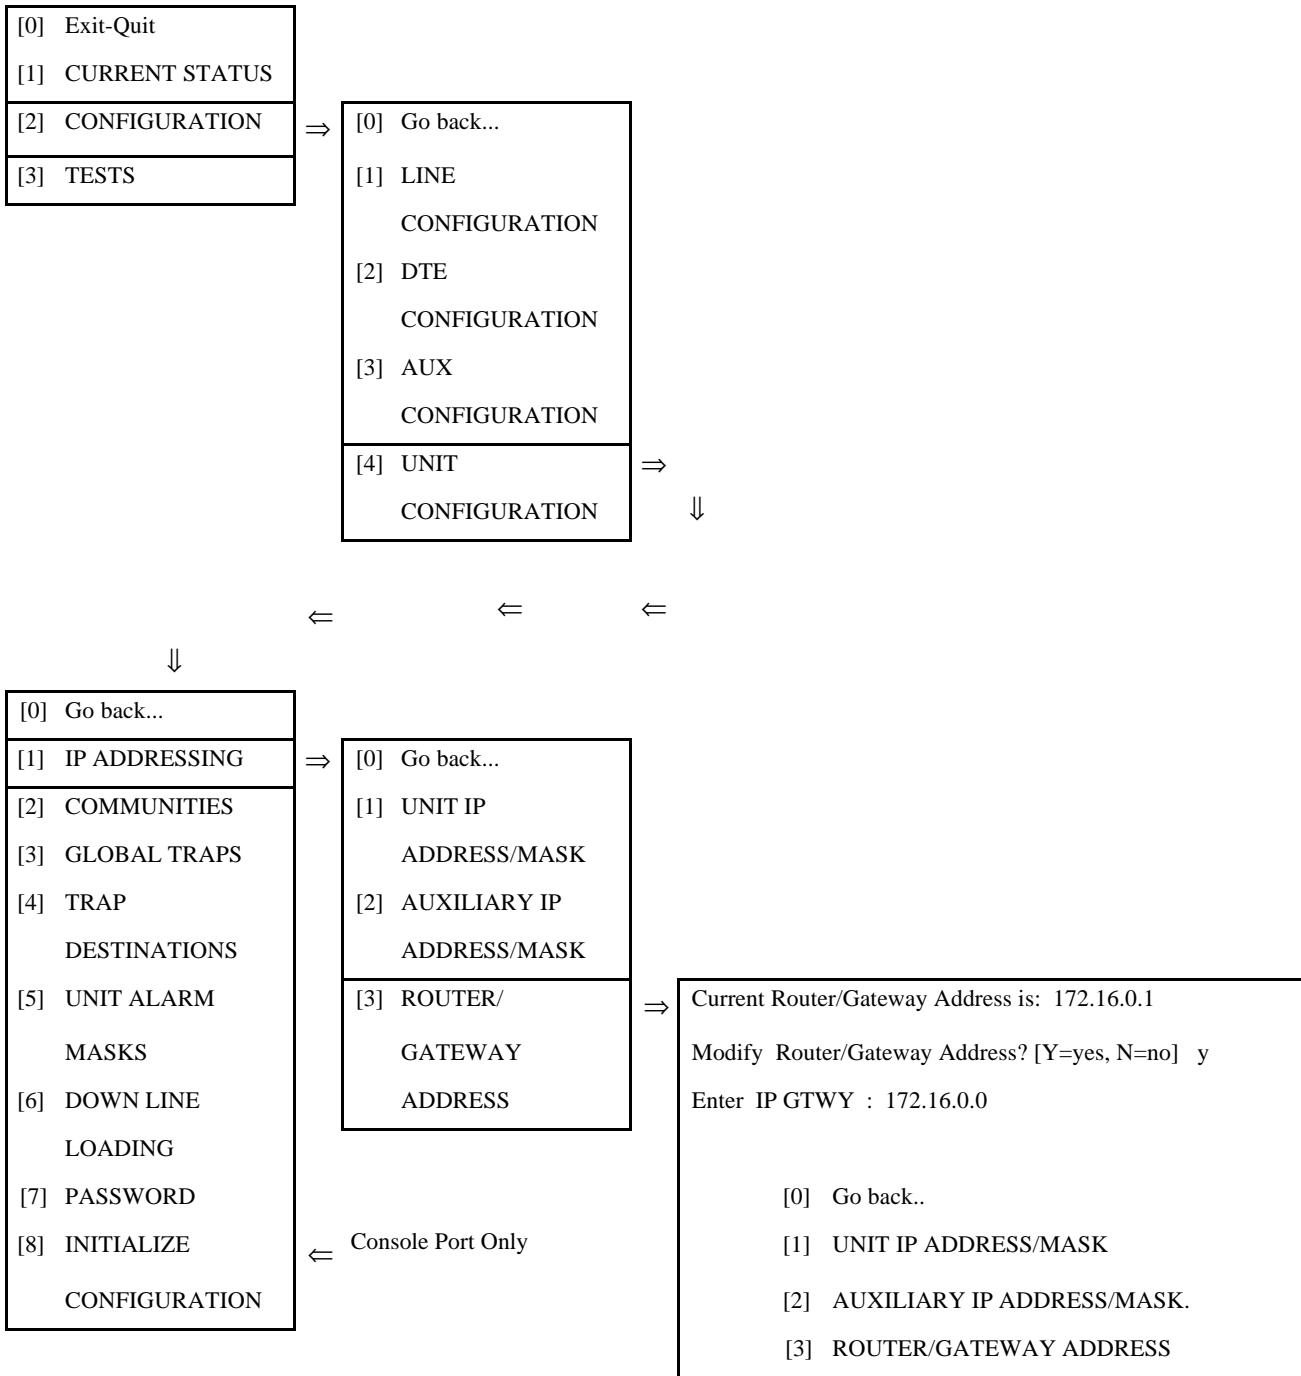 [0] Exit-Quit
[1] CURRENT STATUS
[2] CONFIGURATION ⇒
[3] TESTS
[0] Go back...
[1] LINE
CONFIGURATION
[2] DTE
CONFIGURATION
[3] AUX
CONFIGURATION
[4] UNIT ⇒
CONFIGURATION ⇓
⇐ ⇐ ⇐
⇓
[0] Go back...
[1] IP ADDRESSING ⇒
[2] COMMUNITIES
[3] GLOBAL TRAPS
[4] TRAP
DESTINATIONS
[5] UNIT ALARM
MASKS
[6] DOWN LINE
LOADING
[7] PASSWORD
[8] INITIALIZE
CONFIGURATION
⇐ Console Port Only
[0] Go back...
[1] UNIT IP
ADDRESS/MASK
[2] AUXILIARY IP
ADDRESS/MASK
[3] ROUTER/ ⇒
GATEWAY
ADDRESS
Current Router/Gateway Address is: 172.16.0.1
Modify Router/Gateway Address? [Y=yes, N=no] y
Enter IP GTWY : 172.16.0.0
[0] Go back..
[1] UNIT IP ADDRESS/MASK
[2] AUXILIARY IP ADDRESS/MASK.
[3] ROUTER/GATEWAY ADDRESS